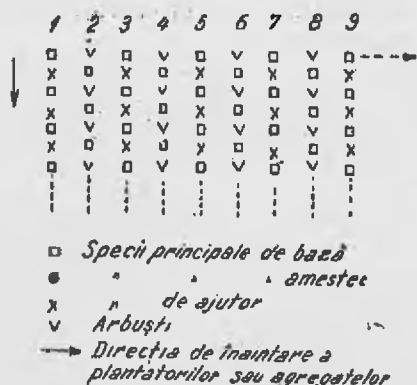 1 2 3 4 5 6 7 8 9
Specii principale de bază
" " " amestec
x " de ajutor
v Arbuști
Direcția de înaintare a
plantatorilor sau agregatelor